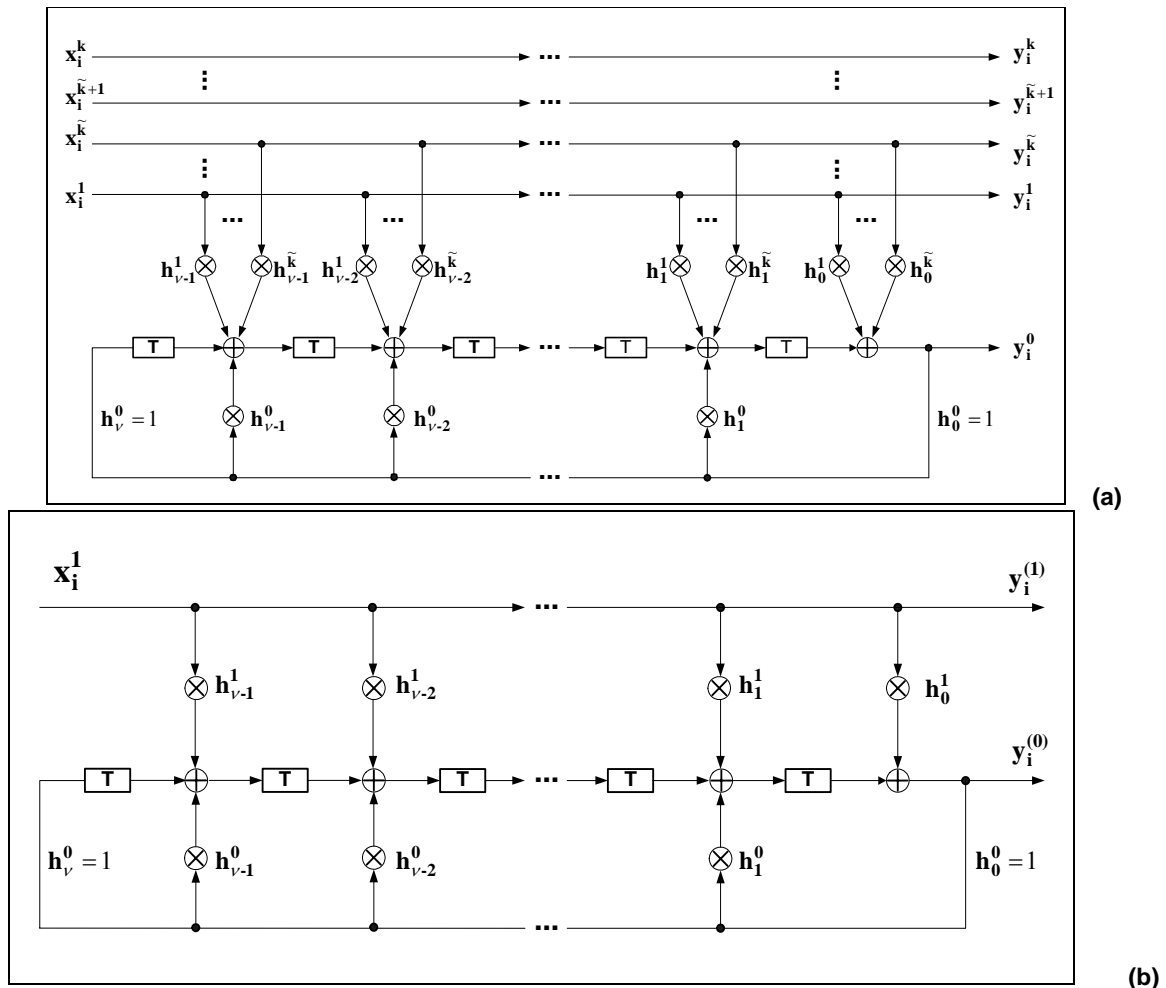 x_i^k ... y_i^k
⋮ ⋮
x_i^{k̃+1} ... y_i^{k̃+1}
x_i^{k̃} ... y_i^{k̃}
⋮ ⋮
x_i^1 ... y_i^1
... ... ... ...
h_{ν-1}^1 h_{ν-1}^{k̃} h_{ν-2}^1 h_{ν-2}^{k̃} h_1^1 h_1^{k̃} h_0^1 h_0^{k̃}
T T T ... T T y_i^0
h_ν^0 = 1 h_{ν-1}^0 h_{ν-2}^0 h_1^0 h_0^0 = 1
...
(a)
x_i^1 ... y_i^{(1)}
h_{ν-1}^1 h_{ν-2}^1 h_1^1 h_0^1
T T T ... T T y_i^{(0)}
h_ν^0 = 1 h_{ν-1}^0 h_{ν-2}^0 h_1^0 h_0^0 = 1
...
(b)